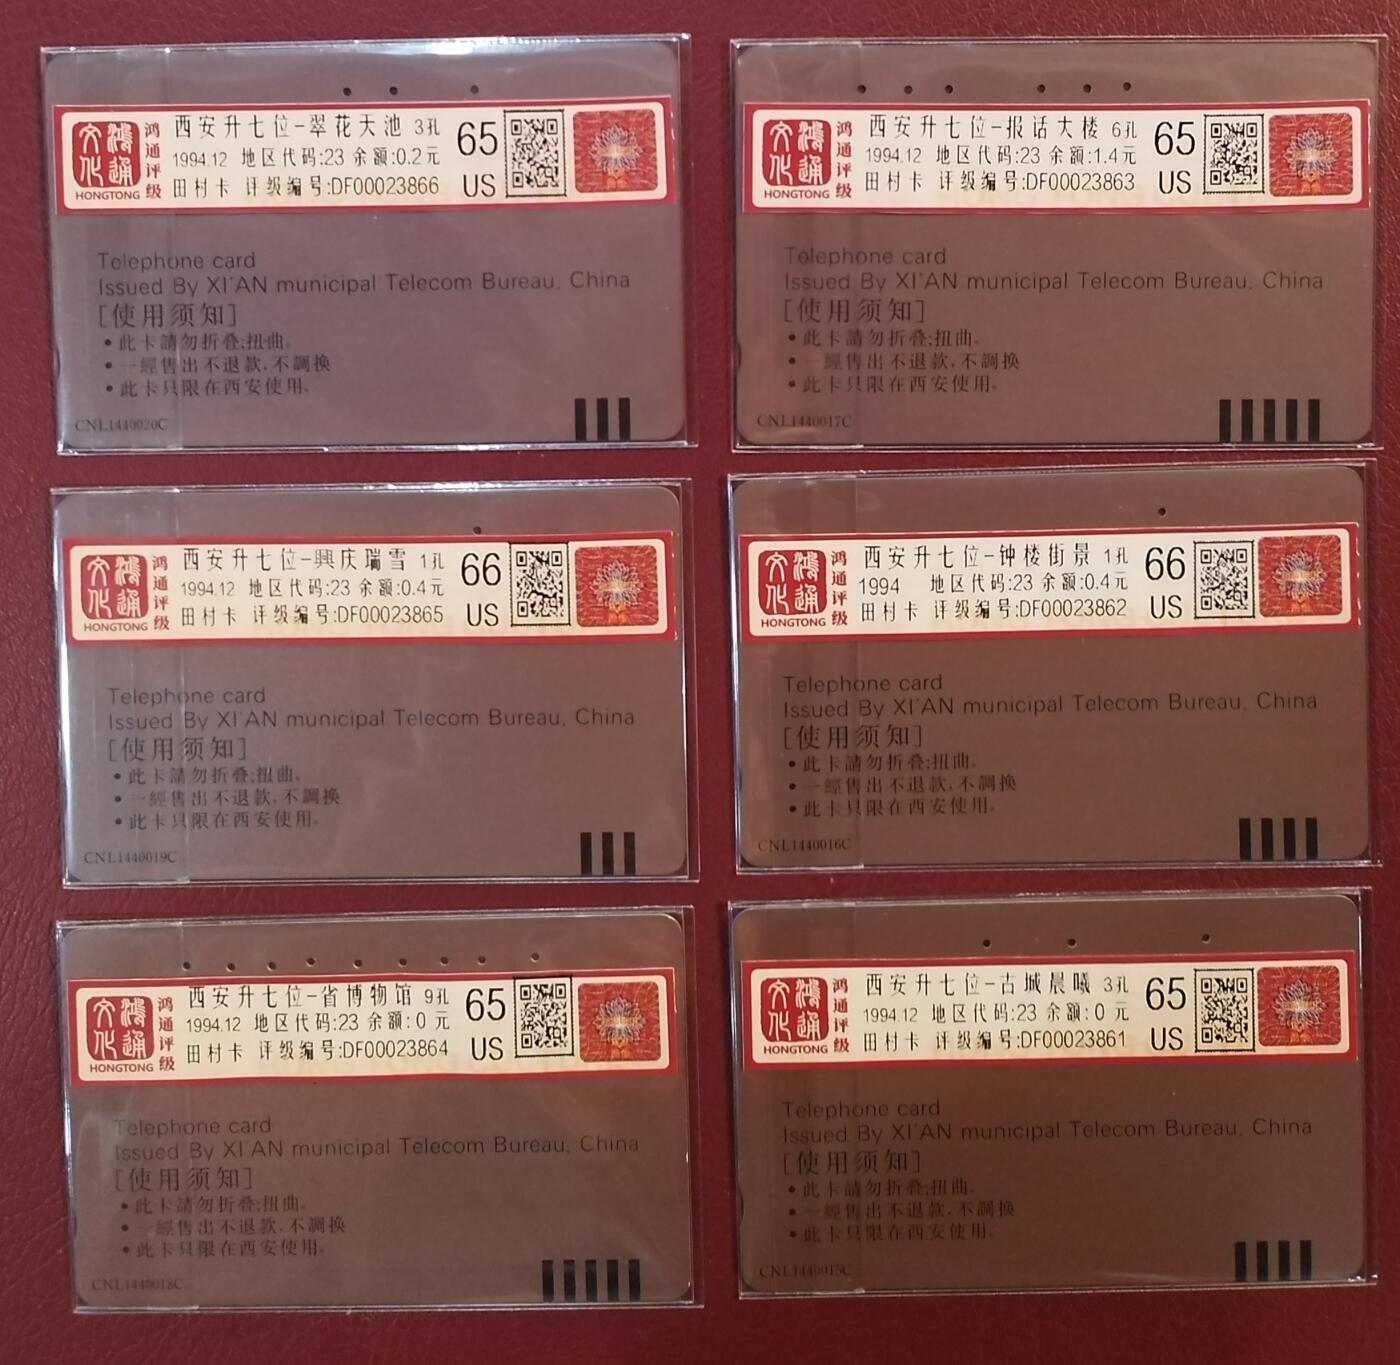 鸿通文化
HONGTONG
鸿通评级
西安升七位-翠花天池 3孔
1994.12 地区代码:23 余额:0.2元
田村卡 评级编号:DF00023866
65
US
Telephone card
Issued By XI'AN municipal Telecom Bureau, China
[使用须知]
•此卡請勿折叠;扭曲。
•一經售出不退款,不調换
•此卡只限在西安使用。
CNL1440020C
鸿通文化
HONGTONG
鸿通评级
西安升七位-报话大楼 6孔
1994.12 地区代码:23 余额:1.4元
田村卡 评级编号:DF00023863
65
US
Telephone card
Issued By XI'AN municipal Telecom Bureau, China
[使用须知]
•此卡請勿折叠;扭曲。
•一經售出不退款,不調换
•此卡只限在西安使用。
CNL1440017C
鸿通文化
HONGTONG
鸿通评级
西安升七位-興庆瑞雪 1孔
1994.12 地区代码:23 余额:0.4元
田村卡 评级编号:DF00023865
66
US
Telephone card
Issued By XI'AN municipal Telecom Bureau, China
[使用须知]
•此卡請勿折叠;扭曲。
•一經售出不退款,不調换
•此卡只限在西安使用。
CNL1440019C
鸿通文化
HONGTONG
鸿通评级
西安升七位-钟楼街景 1孔
1994 地区代码:23 余额:0.4元
田村卡 评级编号:DF00023862
66
US
Telephone card
Issued By XI'AN municipal Telecom Bureau, China
[使用须知]
•此卡請勿折叠;扭曲。
•一經售出不退款,不調换
•此卡只限在西安使用。
CNL1440016C
鸿通文化
HONGTONG
鸿通评级
西安升七位-省博物馆 9孔
1994.12 地区代码:23 余额:0 元
田村卡 评级编号:DF00023864
65
US
Telephone card
Issued By XI'AN municipal Telecom Bureau, China
[使用须知]
•此卡請勿折叠;扭曲。
•一經售出不退款,不調换
•此卡只限在西安使用。
CNL1440018C
鸿通文化
HONGTONG
鸿通评级
西安升七位-古城晨曦 3孔
1994.12 地区代码:23 余额:0 元
田村卡 评级编号:DF00023861
65
US
Telephone card
Issued By XI'AN municipal Telecom Bureau, China
[使用须知]
•此卡請勿折叠;扭曲。
•一經售出不退款,不調换
•此卡只限在西安使用。
CNL1440015C